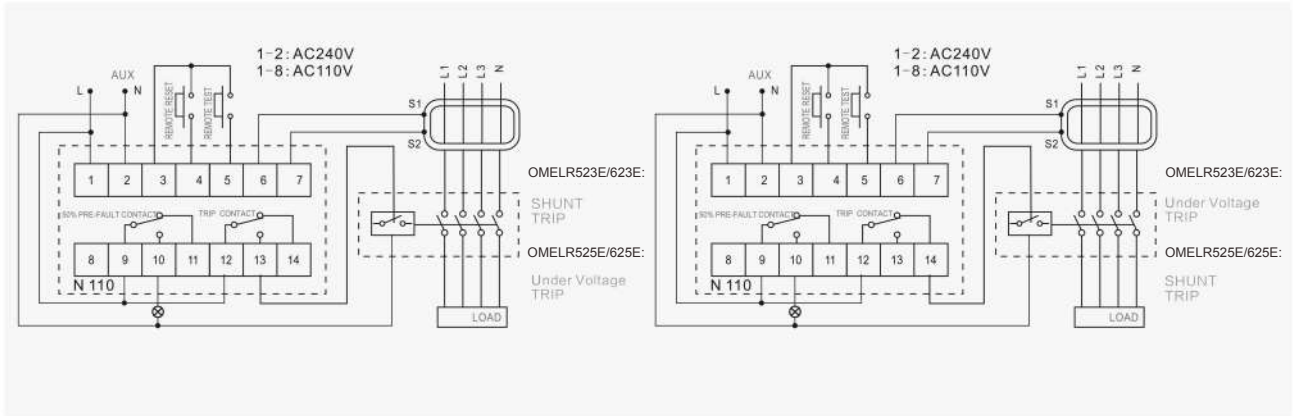 1-2: AC240V
1-8: AC110V
AUX
L
N
REMOTE RESET
REMOTE TEST
L1
L2
L3
N
S1
S2
1 2 3 4 5 6 7
50% PRE-FAULT CONTACT
TRIP CONTACT
8 9 10 11 12 13 14
N 110
OMELR523E/623E:
SHUNT
TRIP
OMELR525E/625E:
Under Voltage
TRIP
LOAD
1-2: AC240V
1-8: AC110V
AUX
L
N
REMOTE RESET
REMOTE TEST
L1
L2
L3
N
S1
S2
1 2 3 4 5 6 7
50% PRE-FAULT CONTACT
TRIP CONTACT
8 9 10 11 12 13 14
N 110
OMELR523E/623E:
Under Voltage
TRIP
OMELR525E/625E:
SHUNT
TRIP
LOAD